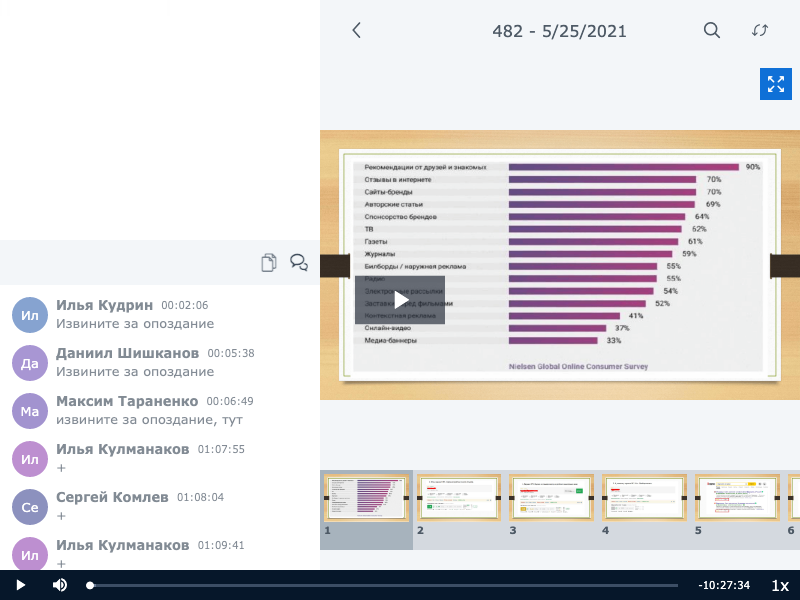 482 - 5/25/2021
Рекомендации от друзей и знакомых 90%
Отзывы в интернете 70%
Сайты-бренды 70%
Авторские статьи 69%
Спонсорство брендов 64%
ТВ 62%
Газеты 61%
Журналы 59%
Билборды / наружная реклама 55%
Радио 55%
Электронные рассылки 54%
52%
Контекстная реклама 41%
Онлайн-видео 37%
Медиа-баннеры 33%
Nielsen Global Online Consumer Survey
Ил Илья Кудрин 00:02:06
Извините за опоздание
Да Даниил Шишканов 00:05:38
Извините за опоздание
Ма Максим Тараненко 00:06:49
извините за опоздание, тут
Ил Илья Кулманаков 01:07:55
+
Се Сергей Комлев 01:08:04
+
Ил Илья Кулманаков 01:09:41
+
1 2 3 4 5 6
-10:27:34 1x